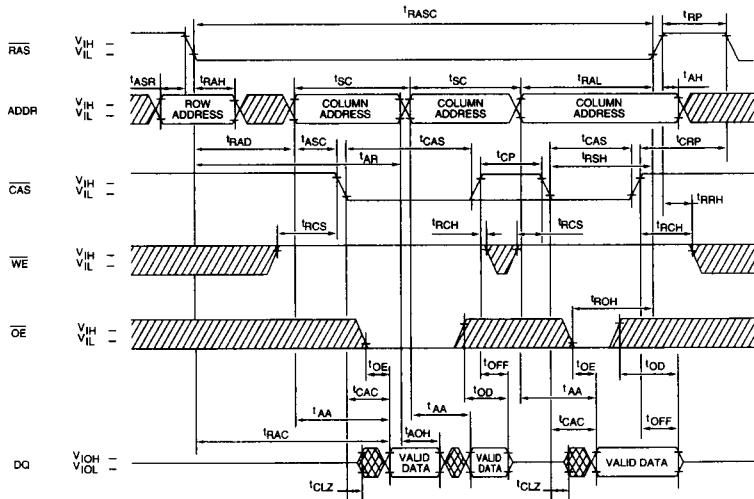 tRASC
tRP
RAS
VIH
VIL
tASR
tRAH
tSC
tSC
tRAL
tAH
ADDR
VIH
VIL
ROW ADDRESS
COLUMN ADDRESS
COLUMN ADDRESS
COLUMN ADDRESS
tRAD
tASC
tCAS
tCP
tCAS
tCRP
tAR
tRSH
CAS
VIH
VIL
tRRH
tRCS
tRCH
tRCS
tRCH
WE
VIH
VIL
tROH
OE
VIH
VIL
tOE
tOFF
tOE
tOD
tCAC
tOD
tAA
tAA
tAA
tCAC
tOFF
tRAC
tAOH
DQ
VIOH
VIOL
VALID DATA
VALID DATA
VALID DATA
tCLZ
tCLZ